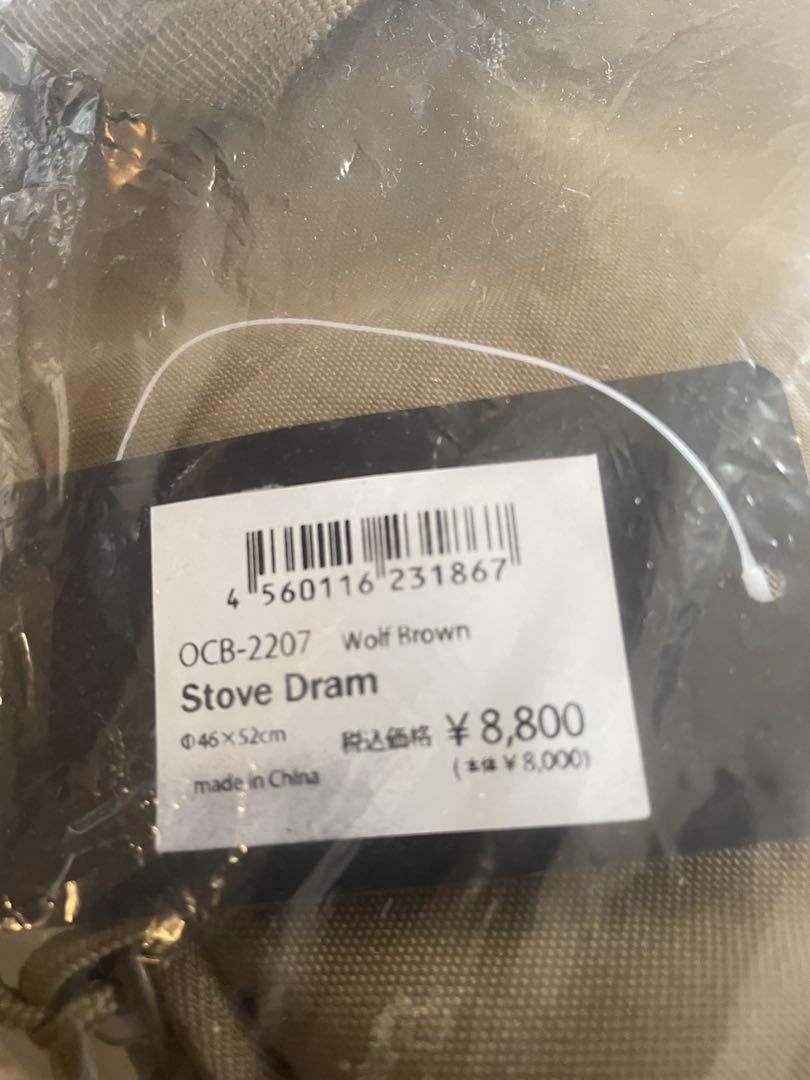 4 560116 231867
OCB-2207 Wolf Brown
Stove Dram
Φ46×52cm 税込価格 ¥8,800
made in China (本体 ¥8,000)